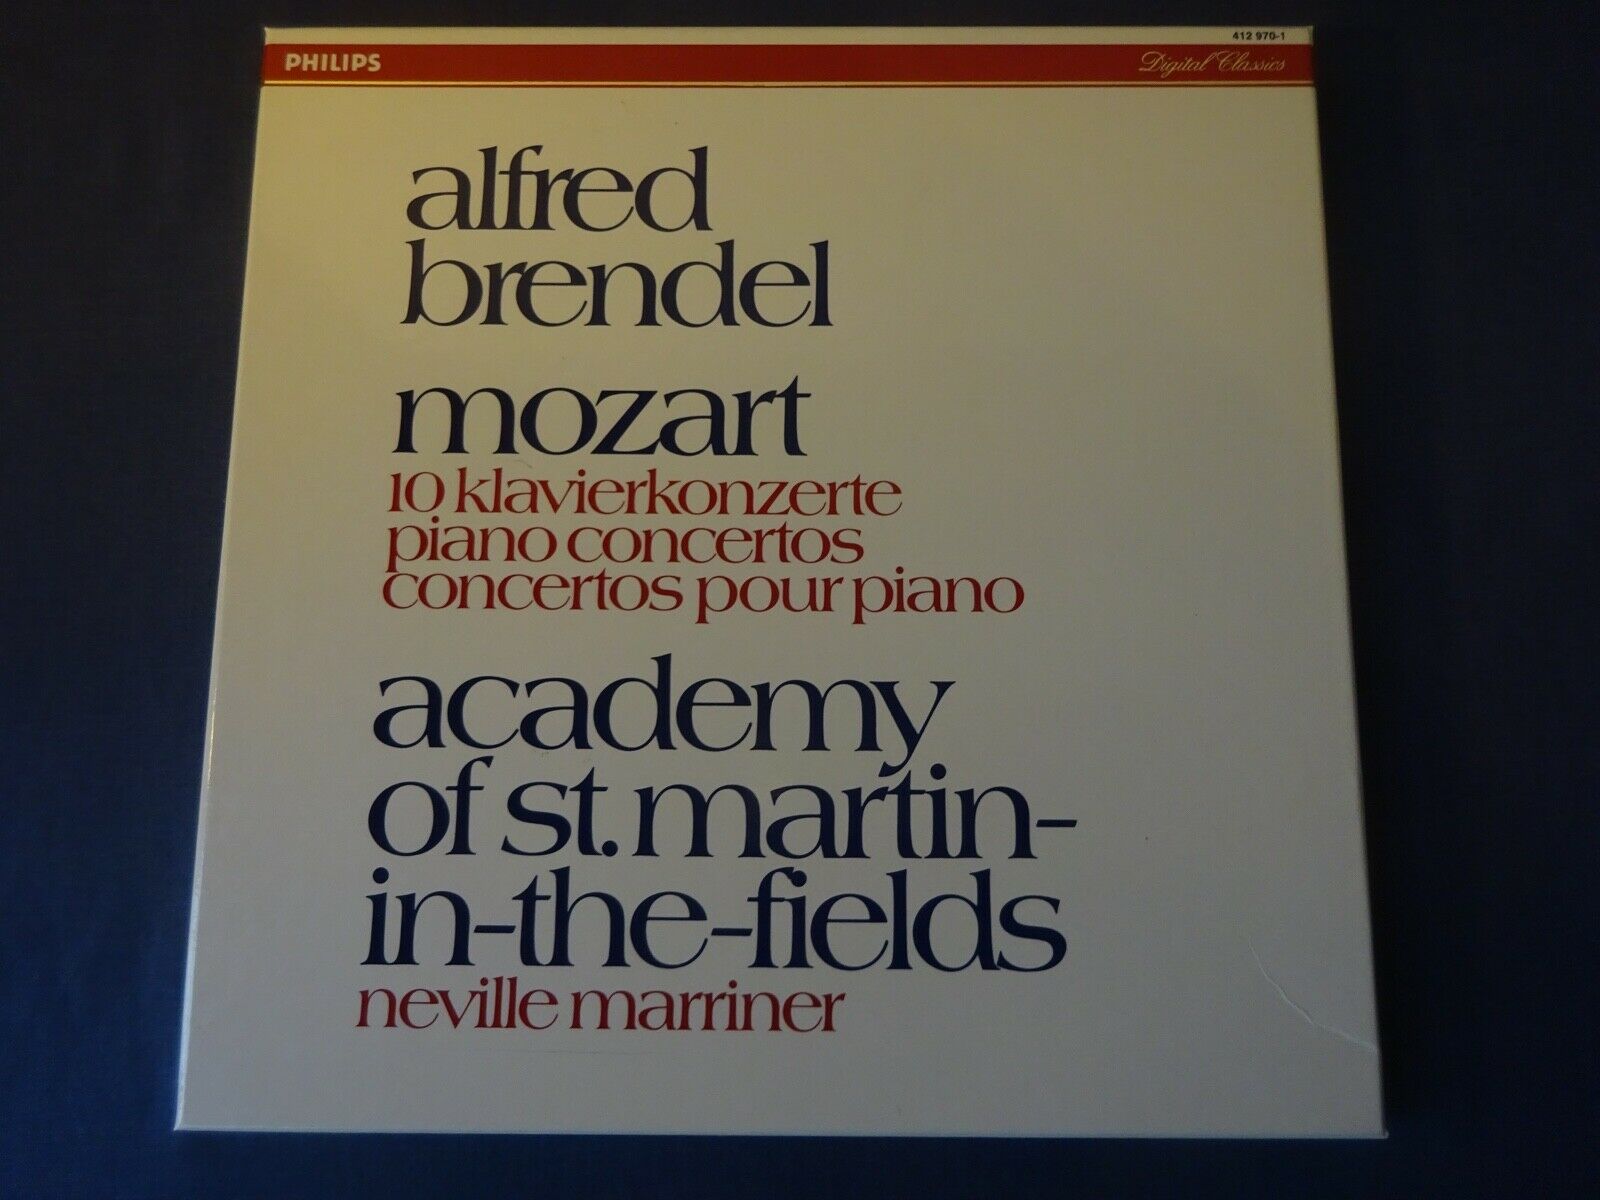 412 970-1
PHILIPS Digital Classics
alfred
brendel
mozart
10 klavierkonzerte
piano concertos
concertos pour piano
academy
of st. martin-
in-the-fields
neville marriner